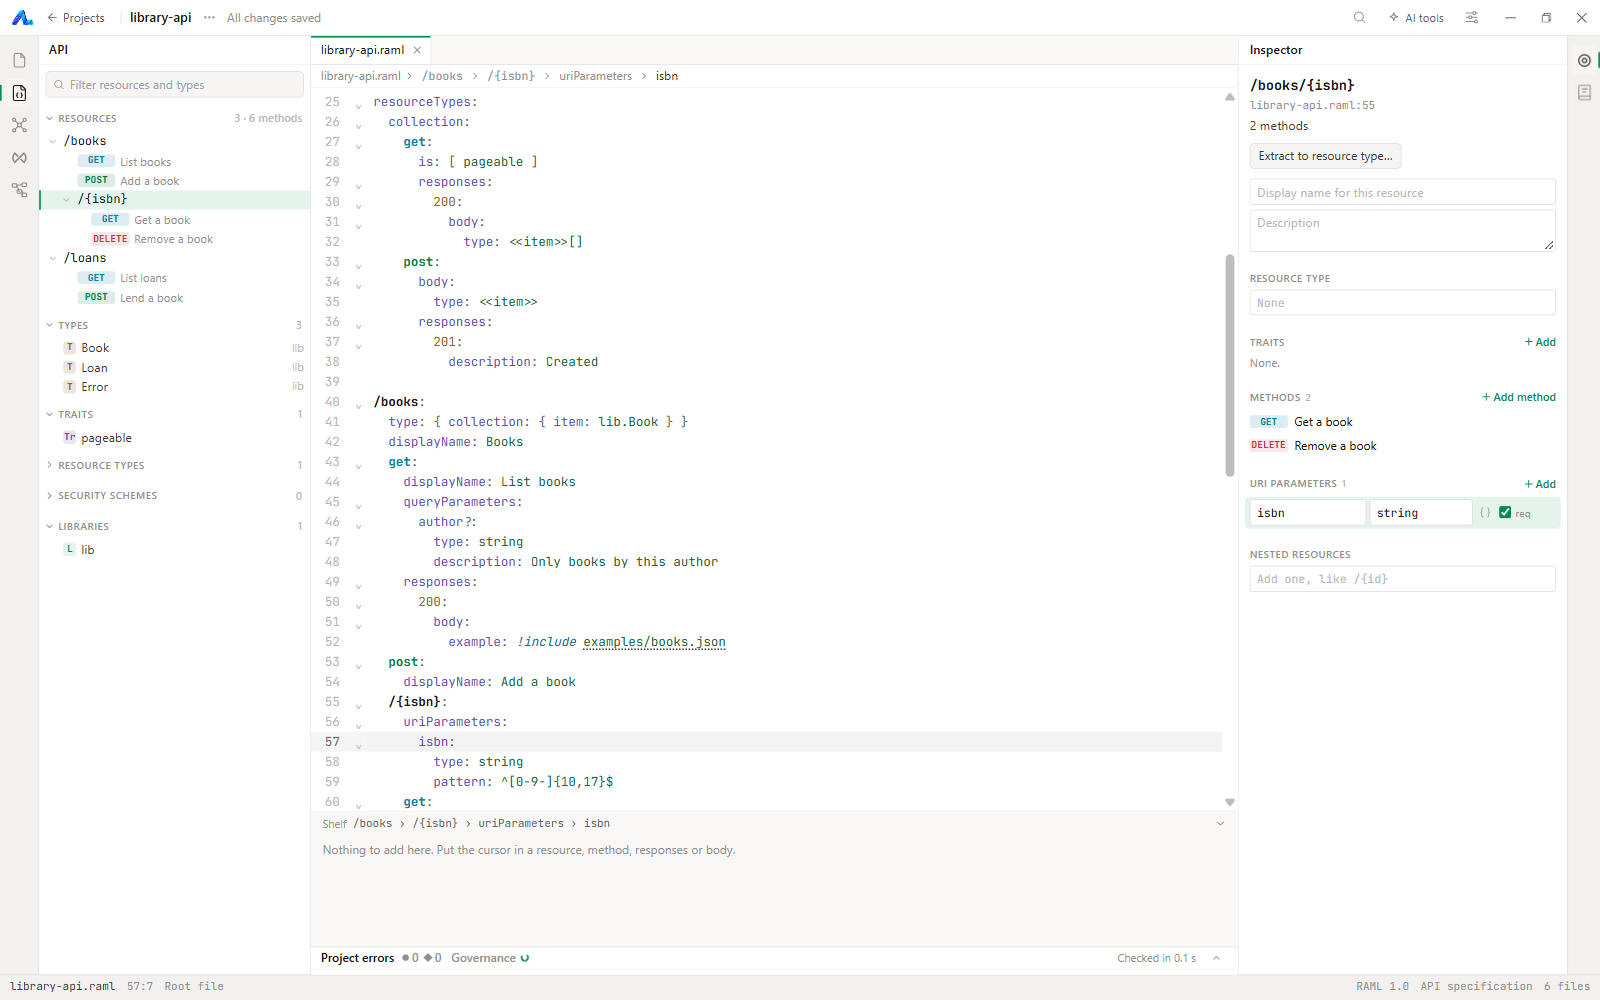 Projects
library-api
All changes saved
AI tools
API
Filter resources and types
RESOURCES 3 · 6 methods
/books
GET List books
POST Add a book
/{isbn}
GET Get a book
DELETE Remove a book
/loans
GET List loans
POST Lend a book
TYPES 3
T Book lib
T Loan lib
T Error lib
TRAITS 1
Tr pageable
RESOURCE TYPES 1
SECURITY SCHEMES 0
LIBRARIES 1
L lib
library-api.raml
library-api.raml > /books > /{isbn} > uriParameters > isbn
25 resourceTypes:
26 collection:
27 get:
28 is: [ pageable ]
29 responses:
30 200:
31 body:
32 type: <<item>>[]
33 post:
34 body:
35 type: <<item>>
36 responses:
37 201:
38 description: Created
39
40 /books:
41 type: { collection: { item: lib.Book } }
42 displayName: Books
43 get:
44 displayName: List books
45 queryParameters:
46 author?:
47 type: string
48 description: Only books by this author
49 responses:
50 200:
51 body:
52 example: !include examples/books.json
53 post:
54 displayName: Add a book
55 /{isbn}:
56 uriParameters:
57 isbn:
58 type: string
59 pattern: ^[0-9-]{10,17}$
60 get:
Shelf /books > /{isbn} > uriParameters > isbn
Nothing to add here. Put the cursor in a resource, method, responses or body.
Project errors 0 0 Governance
Checked in 0.1 s
Inspector
/books/{isbn}
library-api.raml:55
2 methods
Extract to resource type...
Display name for this resource
Description
RESOURCE TYPE
None
TRAITS + Add
None.
METHODS 2 + Add method
GET Get a book
DELETE Remove a book
URI PARAMETERS 1 + Add
isbn string {} req
NESTED RESOURCES
Add one, like /{id}
library-api.raml 57:7 Root file
RAML 1.0 API specification 6 files